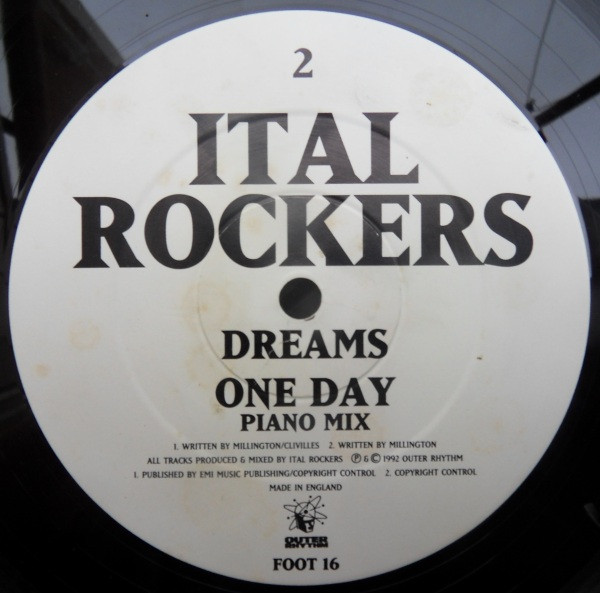 2
ITAL
ROCKERS
DREAMS
ONE DAY
PIANO MIX
1. WRITTEN BY MILLINGTON/CLIVILLES 2. WRITTEN BY MILLINGTON
ALL TRACKS PRODUCED & MIXED BY ITAL ROCKERS ℗ & © 1992 OUTER RHYTHM
1. PUBLISHED BY EMI MUSIC PUBLISHING/COPYRIGHT CONTROL 2. COPYRIGHT CONTROL
MADE IN ENGLAND
OUTER
RHYTHM
FOOT 16